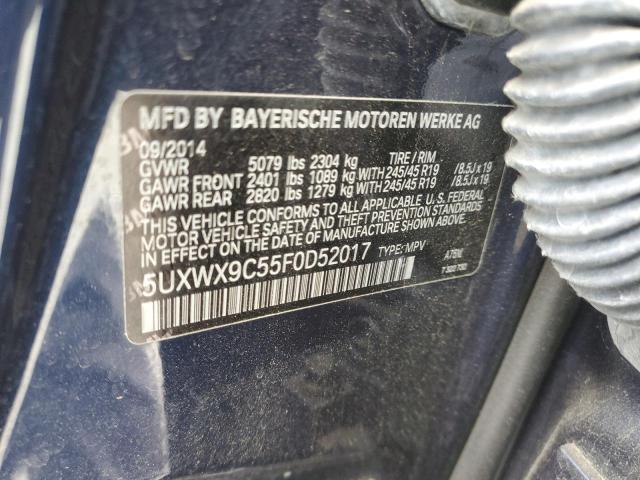 MFD BY BAYERISCHE MOTOREN WERKE AG
09/2014
GVWR 5079 lbs 2304 kg TIRE / RIM
GAWR FRONT 2401 lbs 1089 kg WITH 245/45 R19 / 8.5J x 19
GAWR REAR 2820 lbs 1279 kg WITH 245/45 R19 / 8.5J x 19
THIS VEHICLE CONFORMS TO ALL APPLICABLE U. S. FEDERAL
MOTOR VEHICLE SAFETY AND THEFT PREVENTION STANDARDS
IN EFFECT ON THE DATE OF MANUFACTURE SHOWN ABOVE.
5UXWX9C55F0D52017 TYPE: MPV